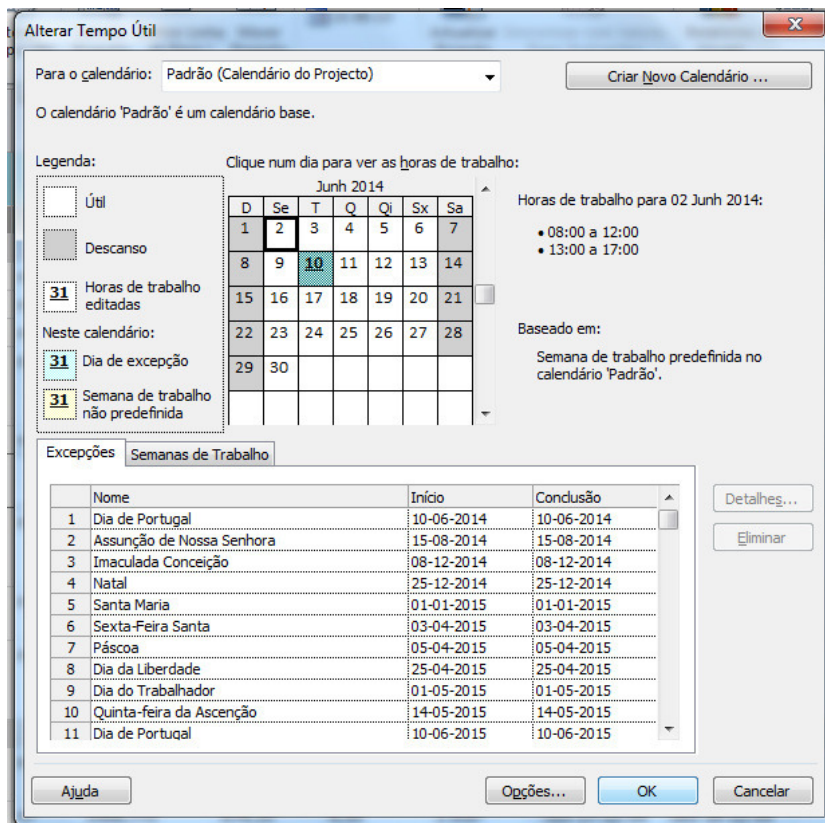 Alterar Tempo Útil
Para o calendário: Padrão (Calendário do Projecto)
Criar Novo Calendário ...
O calendário 'Padrão' é um calendário base.
Legenda:
Útil
Descanso
31 Horas de trabalho
editadas
Neste calendário:
31 Dia de excepção
31 Semana de trabalho
não predefinida
Clique num dia para ver as horas de trabalho:
Junh 2014
D Se T Q Qi Sx Sa
1 2 3 4 5 6 7
8 9 10 11 12 13 14
15 16 17 18 19 20 21
22 23 24 25 26 27 28
29 30
Horas de trabalho para 02 Junh 2014:
• 08:00 a 12:00
• 13:00 a 17:00
Baseado em:
Semana de trabalho predefinida no
calendário 'Padrão'.
Excepções Semanas de Trabalho
Nome Início Conclusão
1 Dia de Portugal 10-06-2014 10-06-2014
2 Assunção de Nossa Senhora 15-08-2014 15-08-2014
3 Imaculada Conceição 08-12-2014 08-12-2014
4 Natal 25-12-2014 25-12-2014
5 Santa Maria 01-01-2015 01-01-2015
6 Sexta-Feira Santa 03-04-2015 03-04-2015
7 Páscoa 05-04-2015 05-04-2015
8 Dia da Liberdade 25-04-2015 25-04-2015
9 Dia do Trabalhador 01-05-2015 01-05-2015
10 Quinta-feira da Ascenção 14-05-2015 14-05-2015
11 Dia de Portugal 10-06-2015 10-06-2015
Detalhes...
Eliminar
Ajuda
Opções...
OK
Cancelar